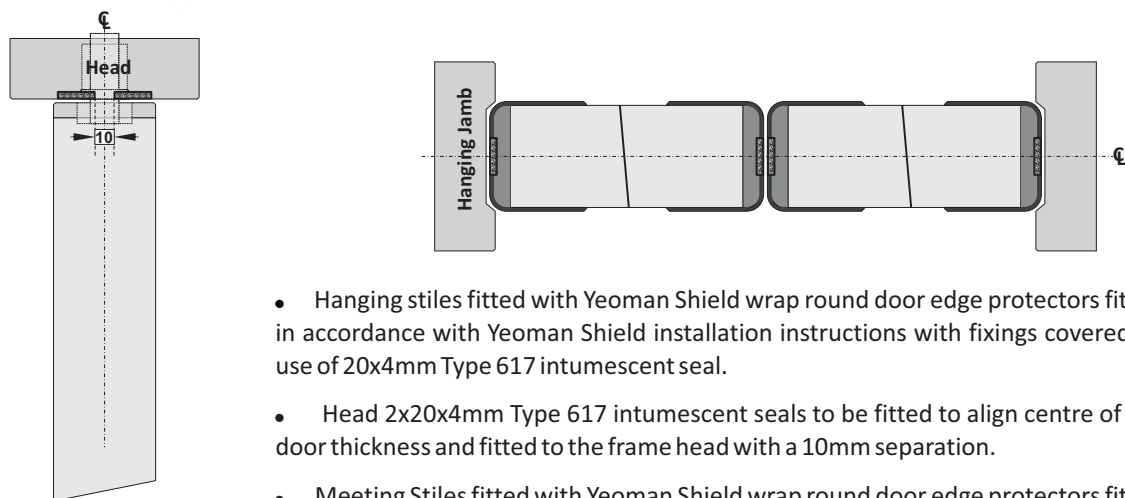 ℄
Head
10
Hanging Jamb
℄
• Hanging stiles fitted with Yeoman Shield wrap round door edge protectors fit
in accordance with Yeoman Shield installation instructions with fixings covered
use of 20x4mm Type 617 intumescent seal.
• Head 2x20x4mm Type 617 intumescent seals to be fitted to align centre of
door thickness and fitted to the frame head with a 10mm separation.
• Meeting Stiles fitted with Yeoman Shield wrap round door edge protectors fit